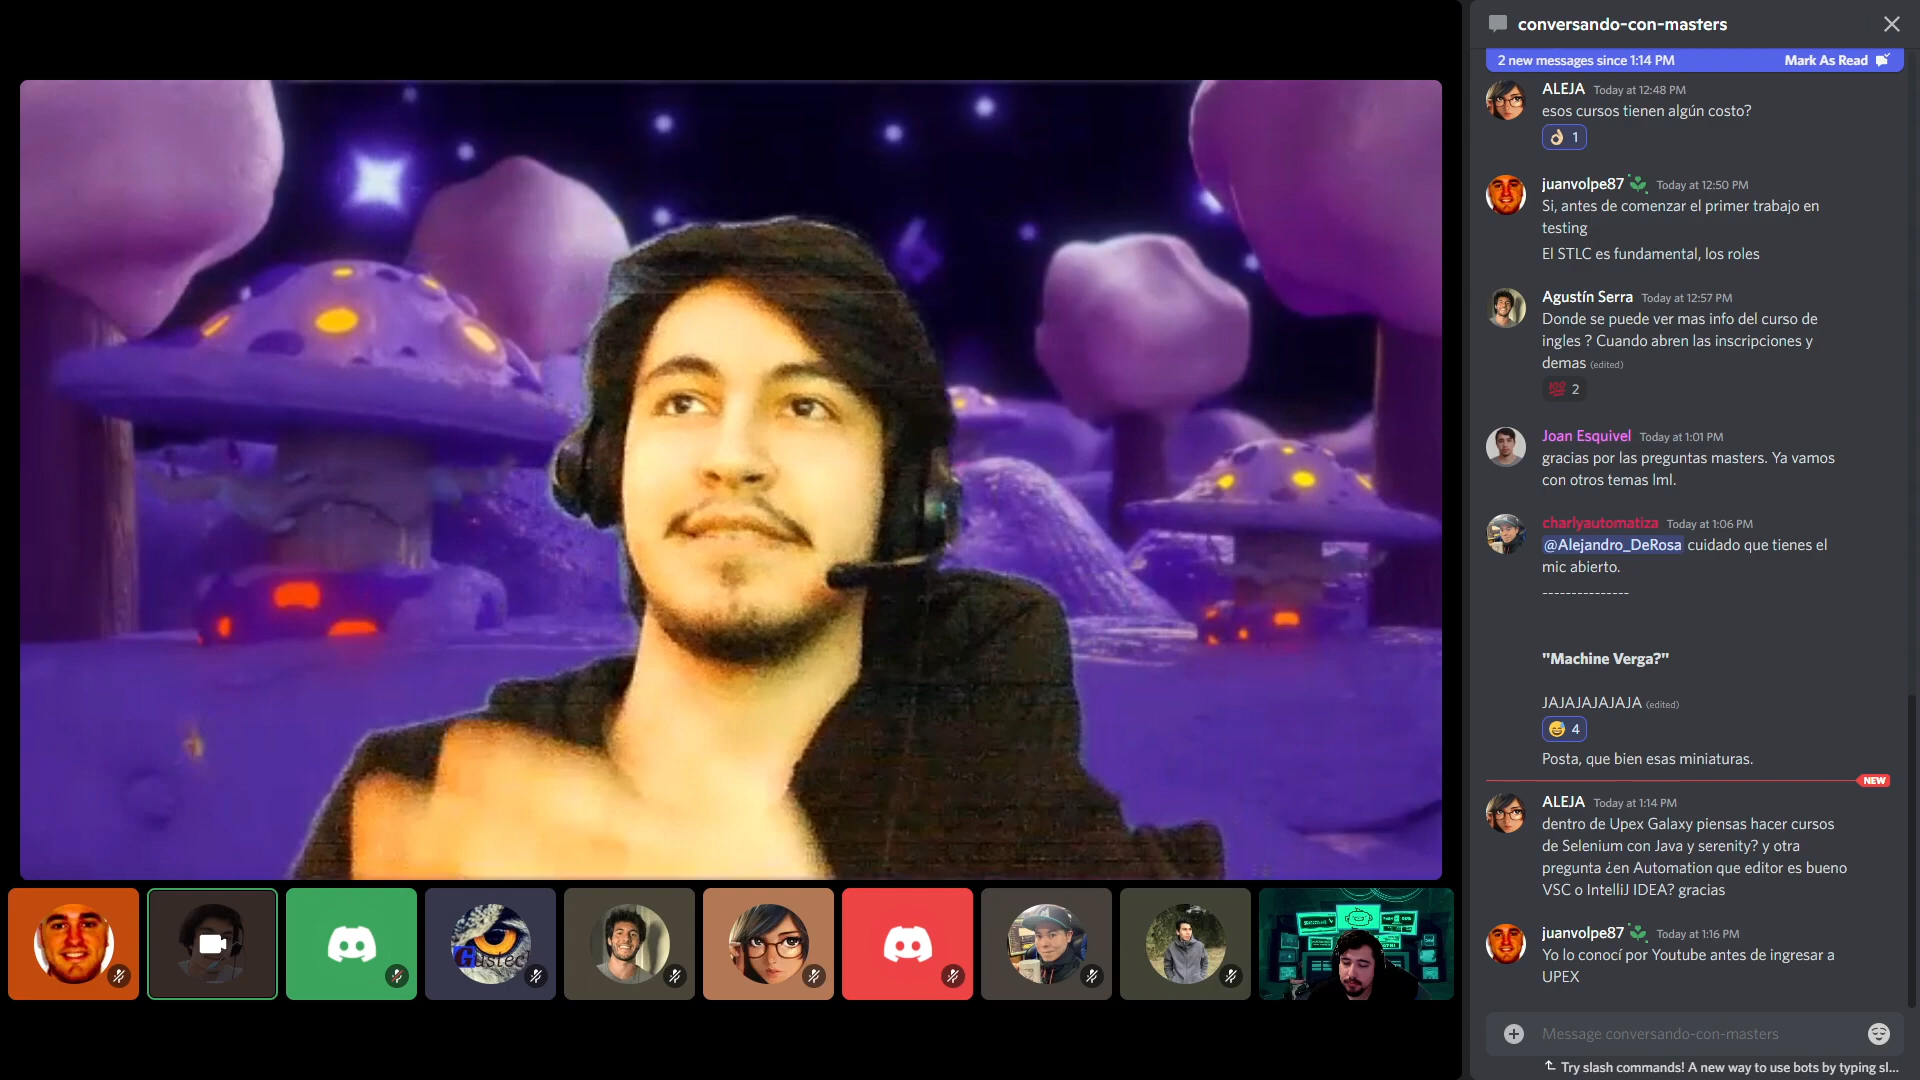 conversando-con-masters
2 new messages since 1:14 PM Mark As Read
ALEJA Today at 12:48 PM
esos cursos tienen algún costo?
1
juanvolpe87 Today at 12:50 PM
Si, antes de comenzar el primer trabajo en
testing
El STLC es fundamental, los roles
Agustín Serra Today at 12:57 PM
Donde se puede ver mas info del curso de
ingles ? Cuando abren las inscripciones y
demas (edited)
2
Joan Esquivel Today at 1:01 PM
gracias por las preguntas masters. Ya vamos
con otros temas lml.
charlyautomatiza Today at 1:06 PM
@Alejandro_DeRosa cuidado que tienes el
mic abierto.
---------------
"Machine Verga?"
JAJAJAJAJAJA (edited)
4
Posta, que bien esas miniaturas.
NEW
ALEJA Today at 1:14 PM
dentro de Upex Galaxy piensas hacer cursos
de Selenium con Java y serenity? y otra
pregunta ¿en Automation que editor es bueno
VSC o IntelliJ IDEA? gracias
juanvolpe87 Today at 1:16 PM
Yo lo conocí por Youtube antes de ingresar a
UPEX
Message conversando-con-masters
Try slash commands! A new way to use bots by typing sl...